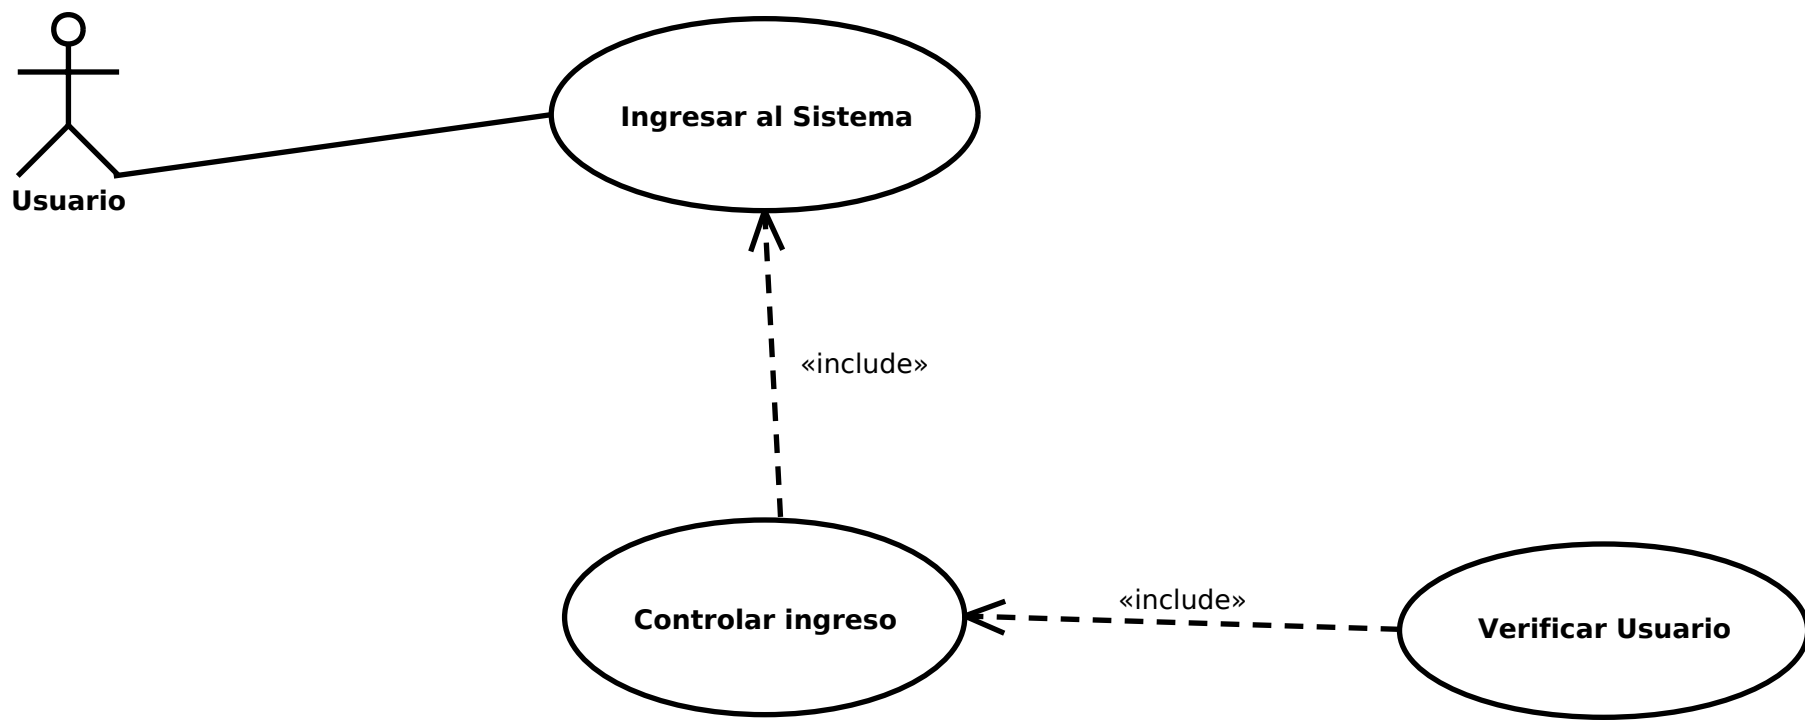 Ingresar al Sistema
Usuario
«include»
Controlar ingreso
«include»
Verificar Usuario